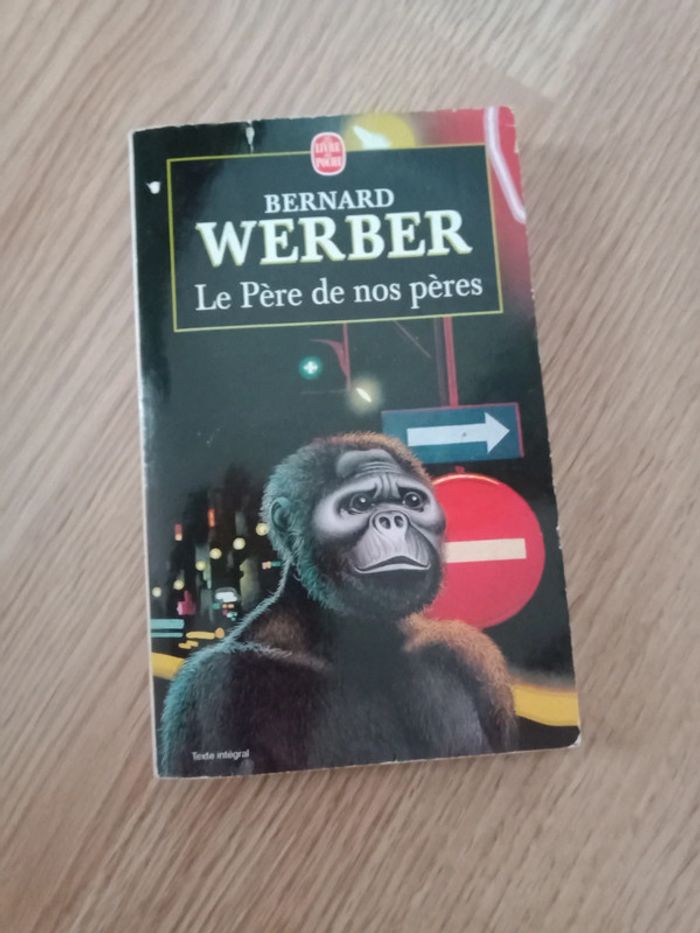 LE LIVRE
DE
POCHE
BERNARD
WERBER
Le Père de nos pères
Texte intégral